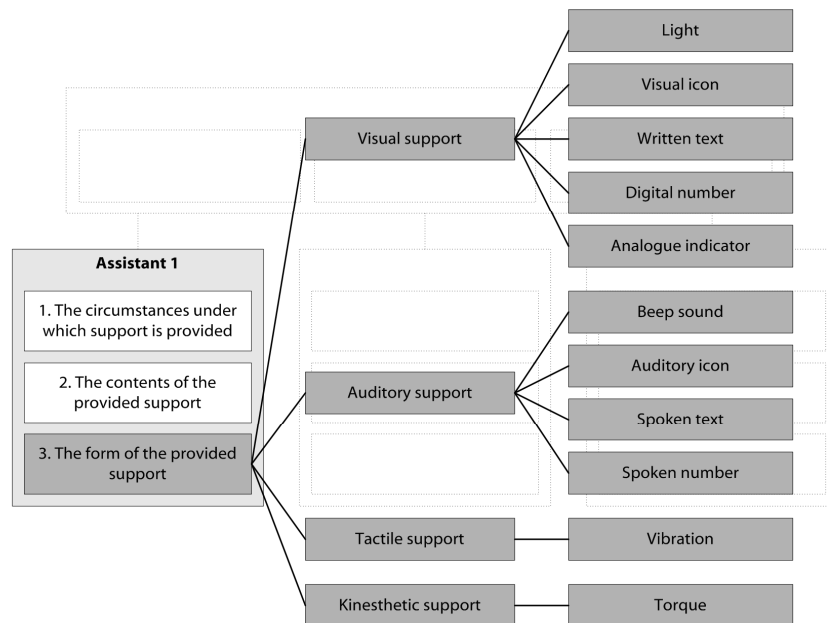 Assistant 1
1. The circumstances under
which support is provided
2. The contents of the
provided support
3. The form of the provided
support
Visual support
Light
Visual icon
Written text
Digital number
Analogue indicator
Auditory support
Beep sound
Auditory icon
Spoken text
Spoken number
Tactile support
Vibration
Kinesthetic support
Torque